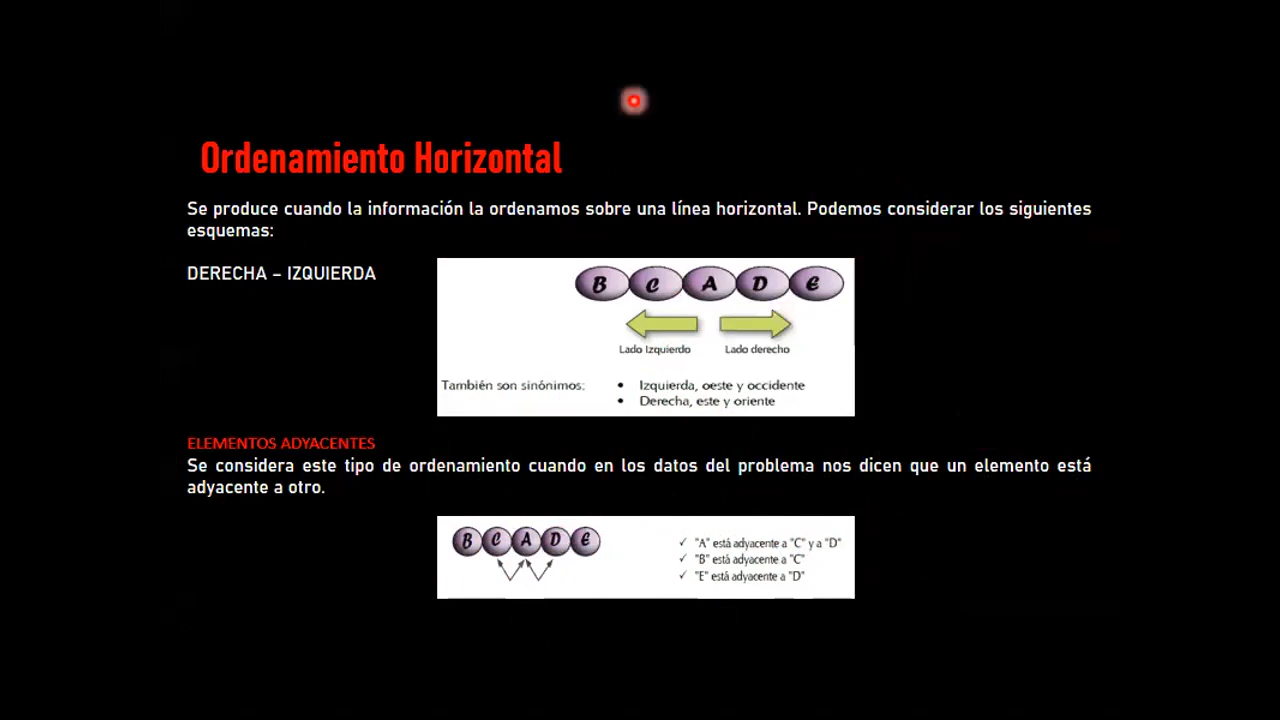 Ordenamiento Horizontal
Se produce cuando la información la ordenamos sobre una línea horizontal. Podemos considerar los siguientes
esquemas:
DERECHA – IZQUIERDA
B C A D E
Lado Izquierdo Lado derecho
También son sinónimos: • Izquierda, oeste y occidente
• Derecha, este y oriente
ELEMENTOS ADYACENTES
Se considera este tipo de ordenamiento cuando en los datos del problema nos dicen que un elemento está
adyacente a otro.
B C A D E
✓ "A" está adyacente a "C" y a "D"
✓ "B" está adyacente a "C"
✓ "E" está adyacente a "D"